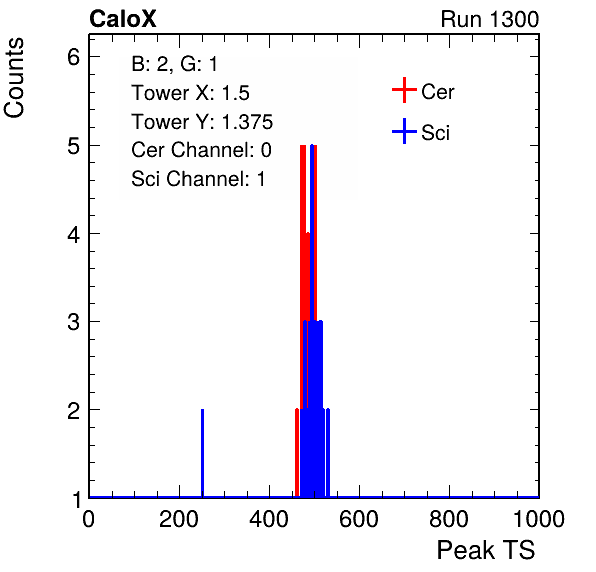 CaloX Run 1300
Counts
B: 2, G: 1
Tower X: 1.5
Tower Y: 1.375
Cer Channel: 0
Sci Channel: 1
Cer
Sci
6
5
4
3
2
1
0 200 400 600 800 1000
Peak TS